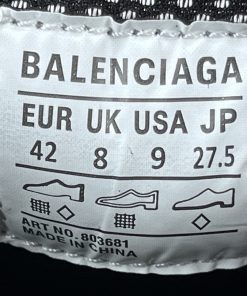 BALENCIAGA
EUR UK USA JP
42 8 9 27.5
ART NO. 803681
MADE IN CHINA